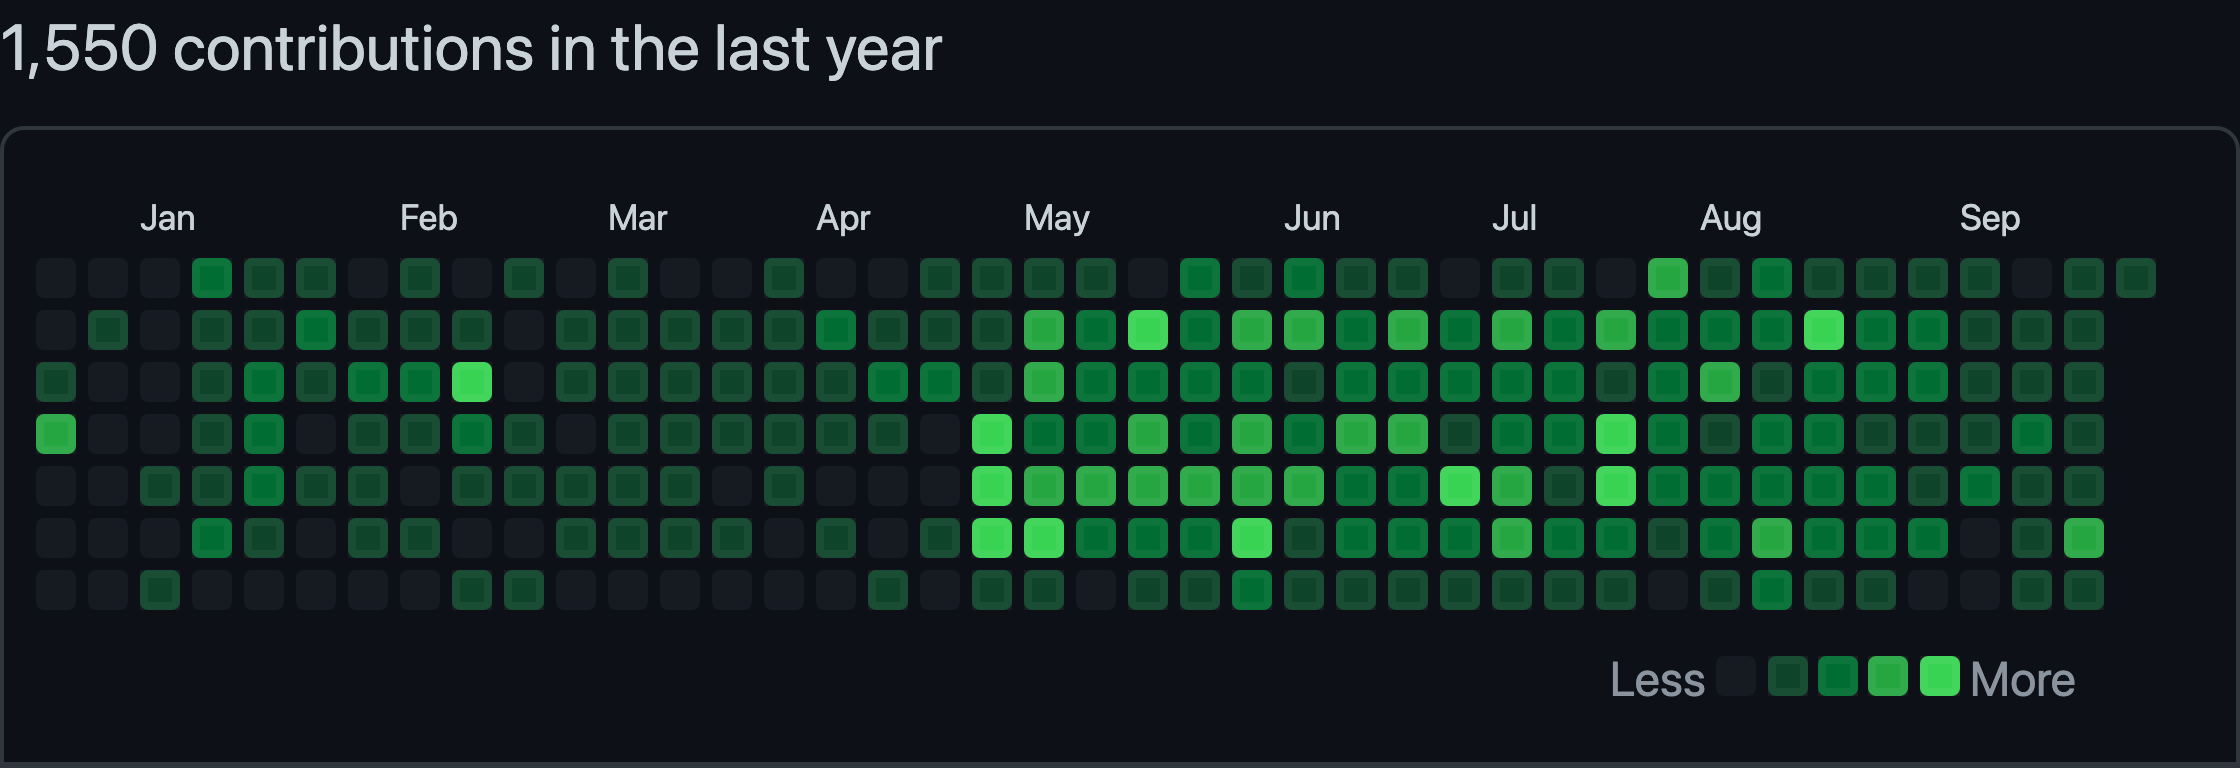 1,550 contributions in the last year
Jan Feb Mar Apr May Jun Jul Aug Sep
Less More